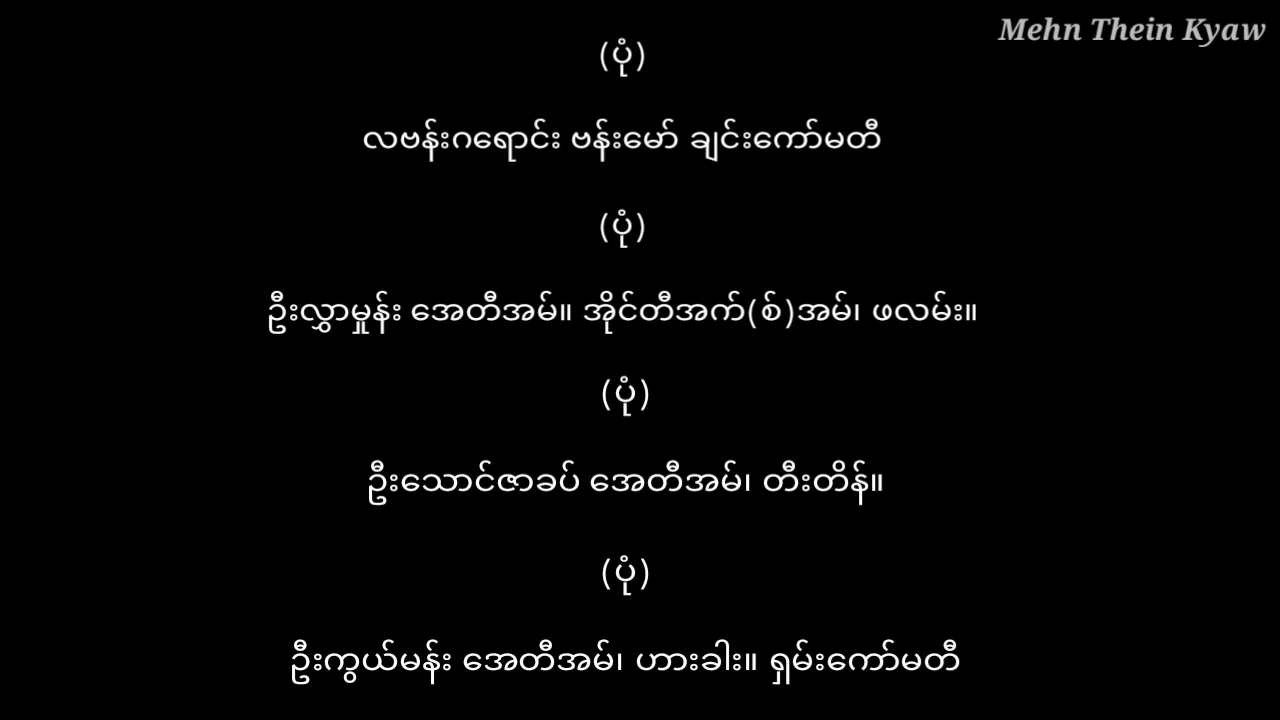 Mehn Thein Kyaw
(ပုံ)
လဗန်းဂရောင်း ဗန်းမော် ချင်းကော်မတီ
(ပုံ)
ဦးလွှာမှုန်း အေတီအမ်။ အိုင်တီအက်(စ်)အမ်၊ ဖလမ်း။
(ပုံ)
ဦးသောင်ဇာခပ် အေတီအမ်၊ တီးတိန်။
(ပုံ)
ဦးကွယ်မန်း အေတီအမ်၊ ဟားခါး။ ရှမ်းကော်မတီ